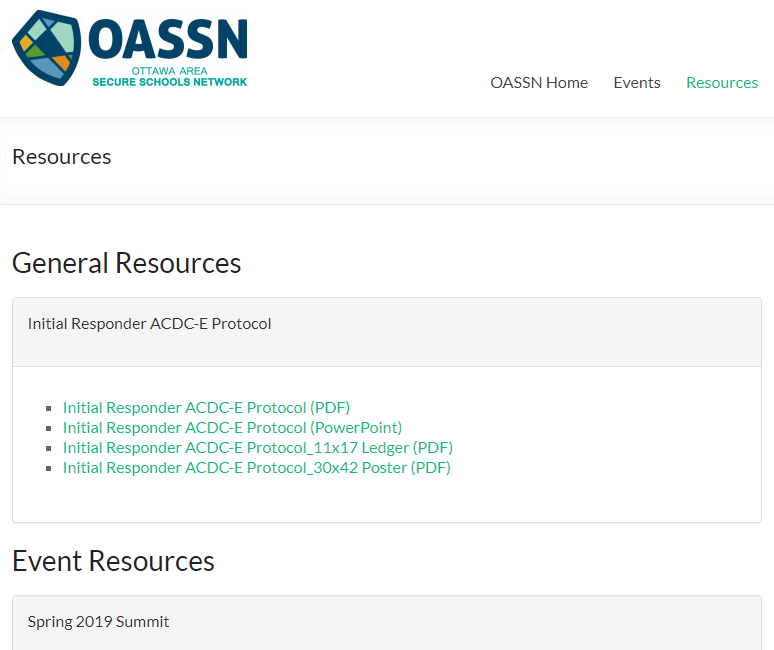 OASSN
OTTAWA AREA
SECURE SCHOOLS NETWORK
OASSN Home Events Resources
Resources
General Resources
Initial Responder ACDC-E Protocol
Initial Responder ACDC-E Protocol (PDF)
Initial Responder ACDC-E Protocol (PowerPoint)
Initial Responder ACDC-E Protocol_11x17 Ledger (PDF)
Initial Responder ACDC-E Protocol_30x42 Poster (PDF)
Event Resources
Spring 2019 Summit